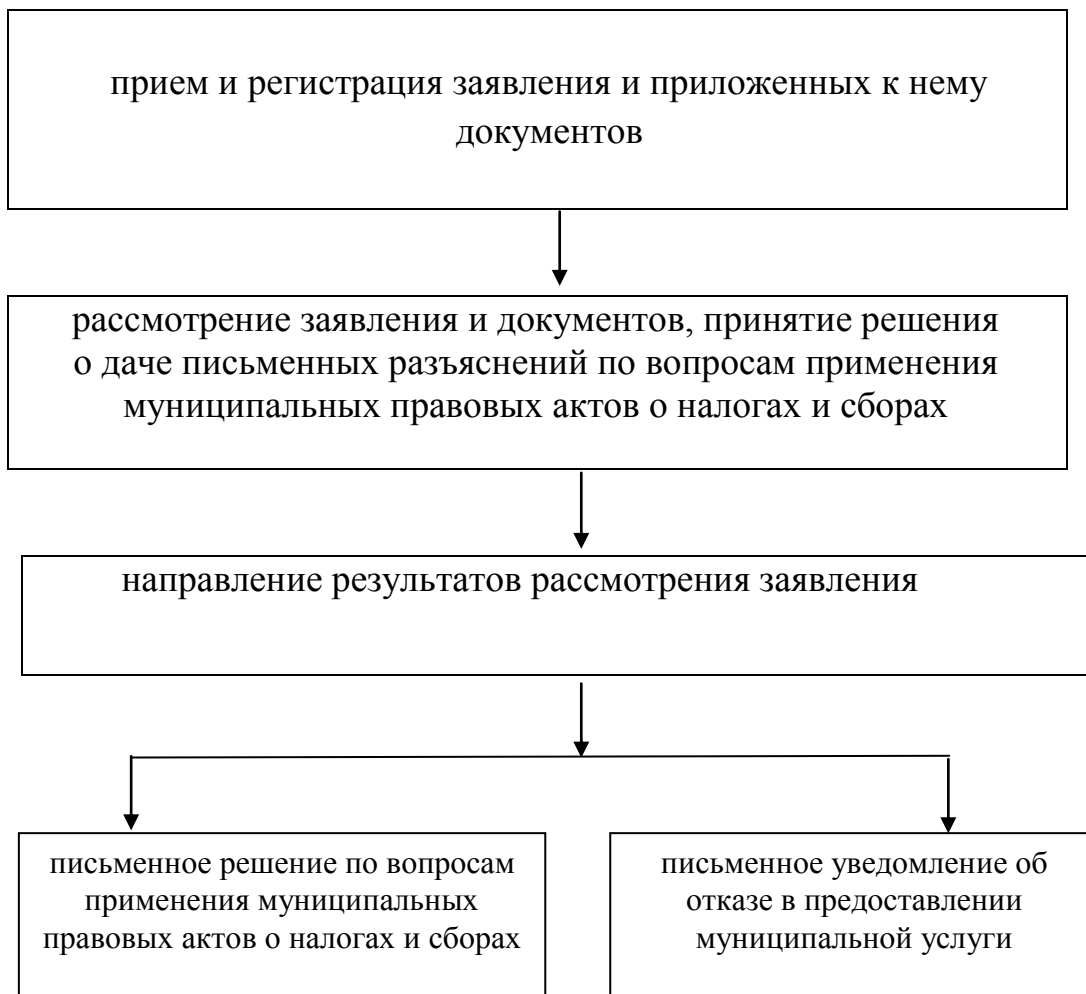 прием и регистрация заявления и приложенных к нему
документов
рассмотрение заявления и документов, принятие решения
о даче письменных разъяснений по вопросам применения
муниципальных правовых актов о налогах и сборах
направление результатов рассмотрения заявления
письменное решение по вопросам
применения муниципальных
правовых актов о налогах и сборах
письменное уведомление об
отказе в предоставлении
муниципальной услуги